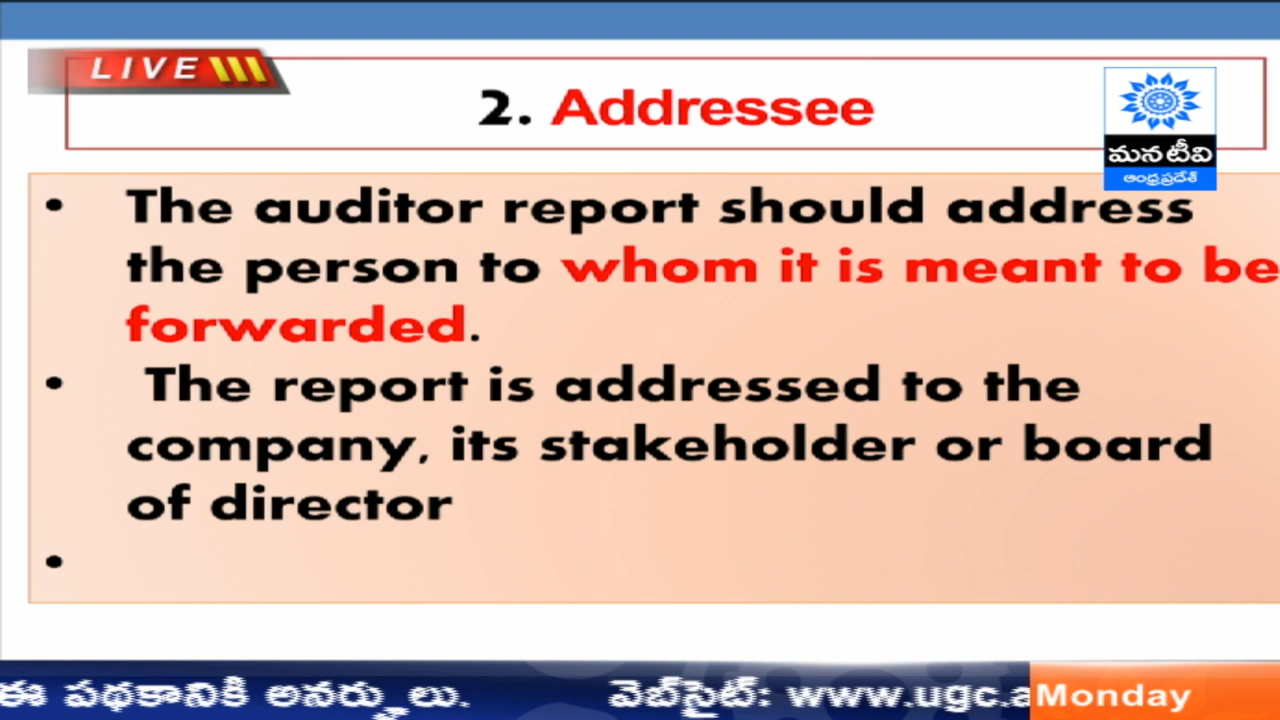 LIVE
2. Addressee
మన టీవి
ఆంధ్రప్రదేశ్
• The auditor report should address
the person to whom it is meant to be
forwarded.
• The report is addressed to the
company, its stakeholder or board
of director
•
ఈ పథకానికి అనర్హులు. వెబ్‌సైట్: www.ugc.a
Monday